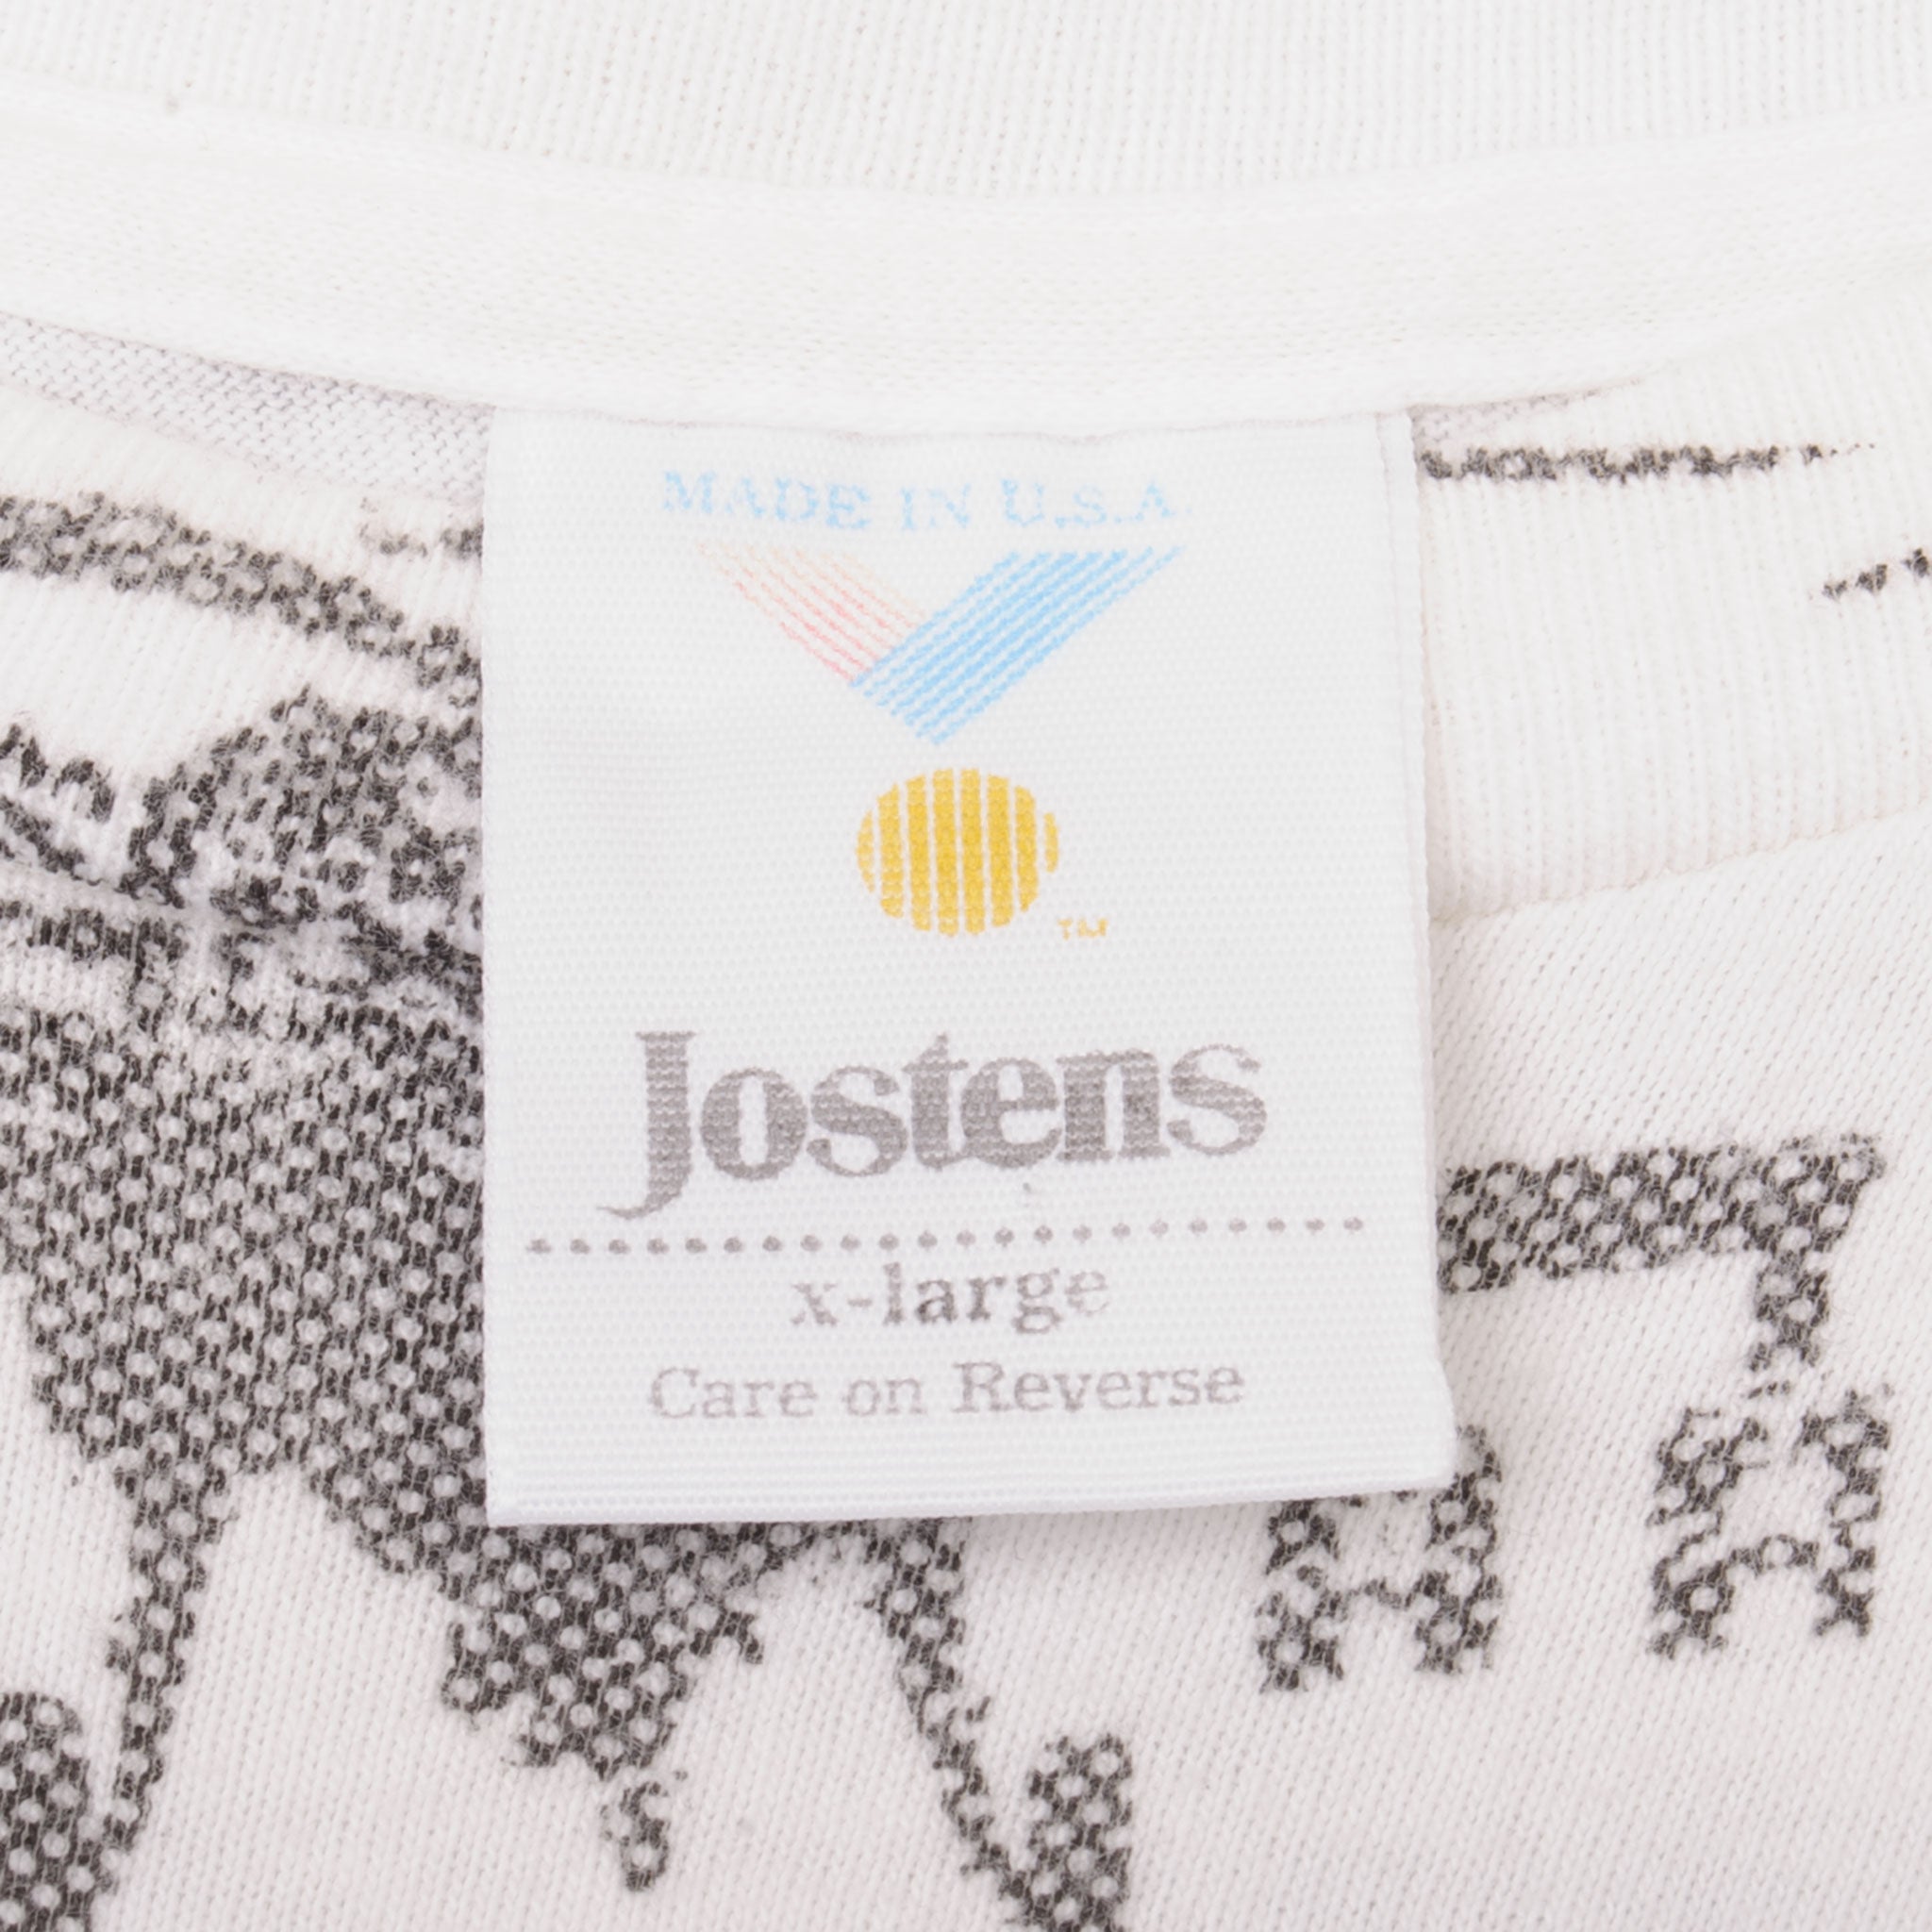 MADE IN U.S.A.
TM
Jostens
x-large
Care on Reverse